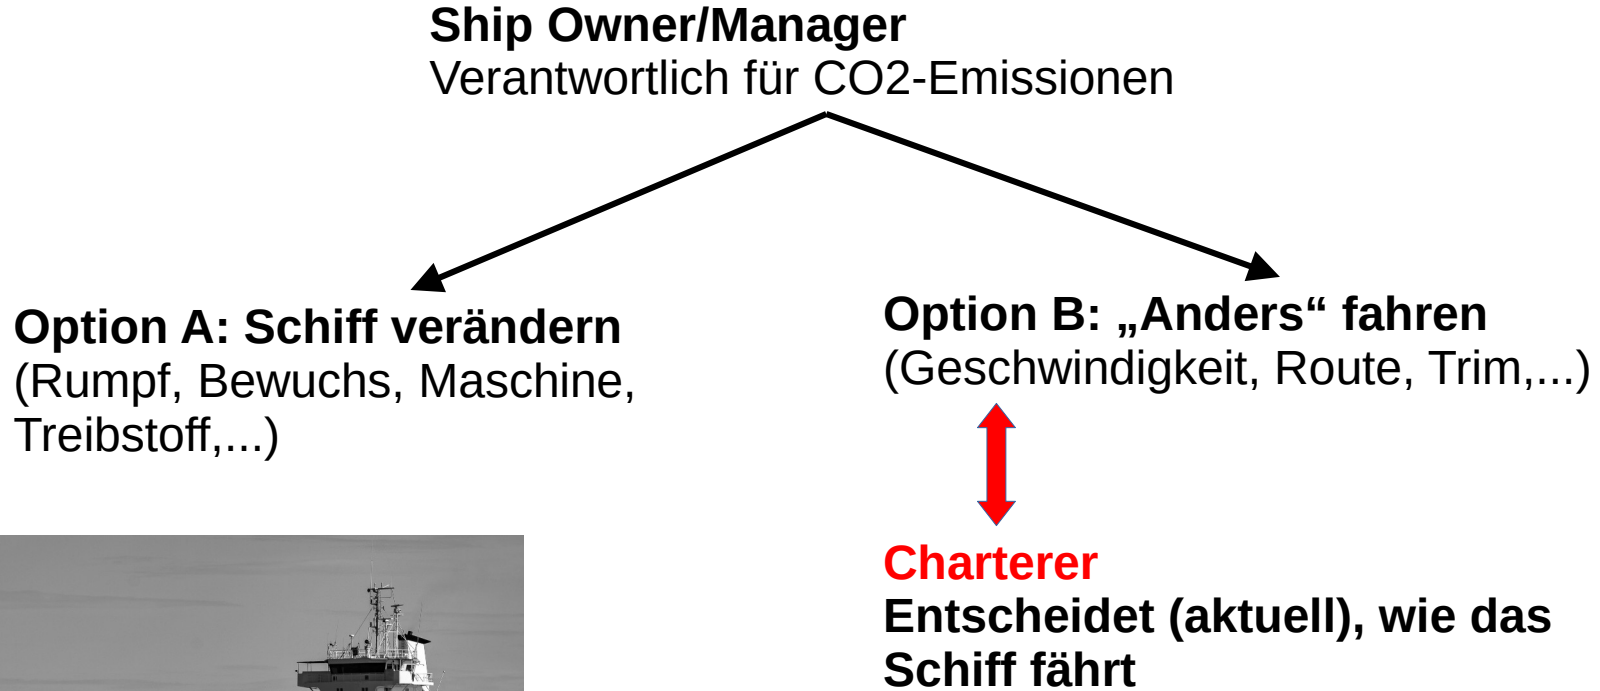 Ship Owner/Manager
Verantwortlich für CO2-Emissionen
Option A: Schiff verändern
(Rumpf, Bewuchs, Maschine,
Treibstoff,...)
Option B: „Anders“ fahren
(Geschwindigkeit, Route, Trim,...)
Charterer
Entscheidet (aktuell), wie das
Schiff fährt